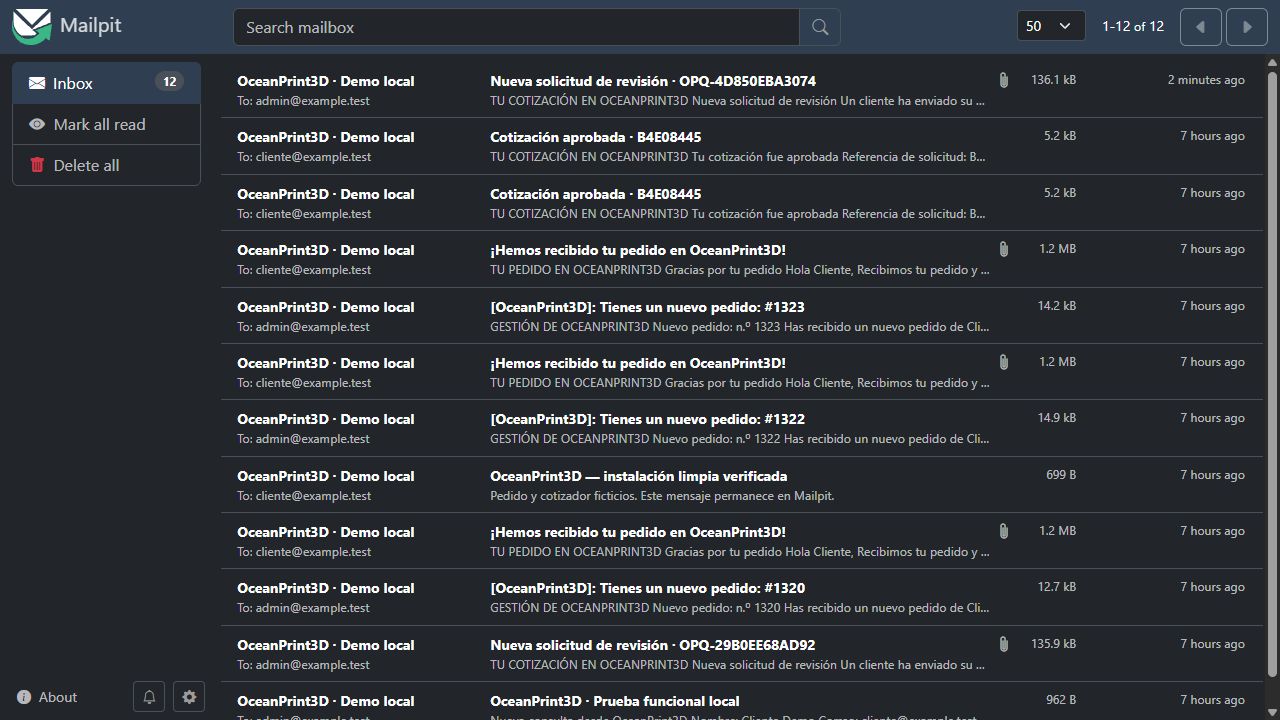 Mailpit
Search mailbox
50
1-12 of 12
Inbox
12
Mark all read
Delete all
OceanPrint3D · Demo local
Nueva solicitud de revisión · OPQ-4D850EBA3074
136.1 kB
2 minutes ago
To: admin@example.test
TU COTIZACIÓN EN OCEANPRINT3D Nueva solicitud de revisión Un cliente ha enviado su ...
OceanPrint3D · Demo local
Cotización aprobada · B4E08445
5.2 kB
7 hours ago
To: cliente@example.test
TU COTIZACIÓN EN OCEANPRINT3D Tu cotización fue aprobada Referencia de solicitud: B...
OceanPrint3D · Demo local
Cotización aprobada · B4E08445
5.2 kB
7 hours ago
To: cliente@example.test
TU COTIZACIÓN EN OCEANPRINT3D Tu cotización fue aprobada Referencia de solicitud: B...
OceanPrint3D · Demo local
¡Hemos recibido tu pedido en OceanPrint3D!
1.2 MB
7 hours ago
To: cliente@example.test
TU PEDIDO EN OCEANPRINT3D Gracias por tu pedido Hola Cliente, Recibimos tu pedido y ...
OceanPrint3D · Demo local
[OceanPrint3D]: Tienes un nuevo pedido: #1323
14.2 kB
7 hours ago
To: admin@example.test
GESTIÓN DE OCEANPRINT3D Nuevo pedido: n.º 1323 Has recibido un nuevo pedido de Cli...
OceanPrint3D · Demo local
¡Hemos recibido tu pedido en OceanPrint3D!
1.2 MB
7 hours ago
To: cliente@example.test
TU PEDIDO EN OCEANPRINT3D Gracias por tu pedido Hola Cliente, Recibimos tu pedido y ...
OceanPrint3D · Demo local
[OceanPrint3D]: Tienes un nuevo pedido: #1322
14.9 kB
7 hours ago
To: admin@example.test
GESTIÓN DE OCEANPRINT3D Nuevo pedido: n.º 1322 Has recibido un nuevo pedido de Cli...
OceanPrint3D · Demo local
OceanPrint3D — instalación limpia verificada
699 B
7 hours ago
To: cliente@example.test
Pedido y cotizador ficticios. Este mensaje permanece en Mailpit.
OceanPrint3D · Demo local
¡Hemos recibido tu pedido en OceanPrint3D!
1.2 MB
7 hours ago
To: cliente@example.test
TU PEDIDO EN OCEANPRINT3D Gracias por tu pedido Hola Cliente, Recibimos tu pedido y ...
OceanPrint3D · Demo local
[OceanPrint3D]: Tienes un nuevo pedido: #1320
12.7 kB
7 hours ago
To: admin@example.test
GESTIÓN DE OCEANPRINT3D Nuevo pedido: n.º 1320 Has recibido un nuevo pedido de Cli...
OceanPrint3D · Demo local
Nueva solicitud de revisión · OPQ-29B0EE68AD92
135.9 kB
7 hours ago
To: admin@example.test
TU COTIZACIÓN EN OCEANPRINT3D Nueva solicitud de revisión Un cliente ha enviado su ...
OceanPrint3D · Demo local
OceanPrint3D · Prueba funcional local
962 B
7 hours ago
To: admin@example.test
Nueva consulta desde OceanPrint3D Nombre: Cliente Demo Correo: cliente@example.test
About